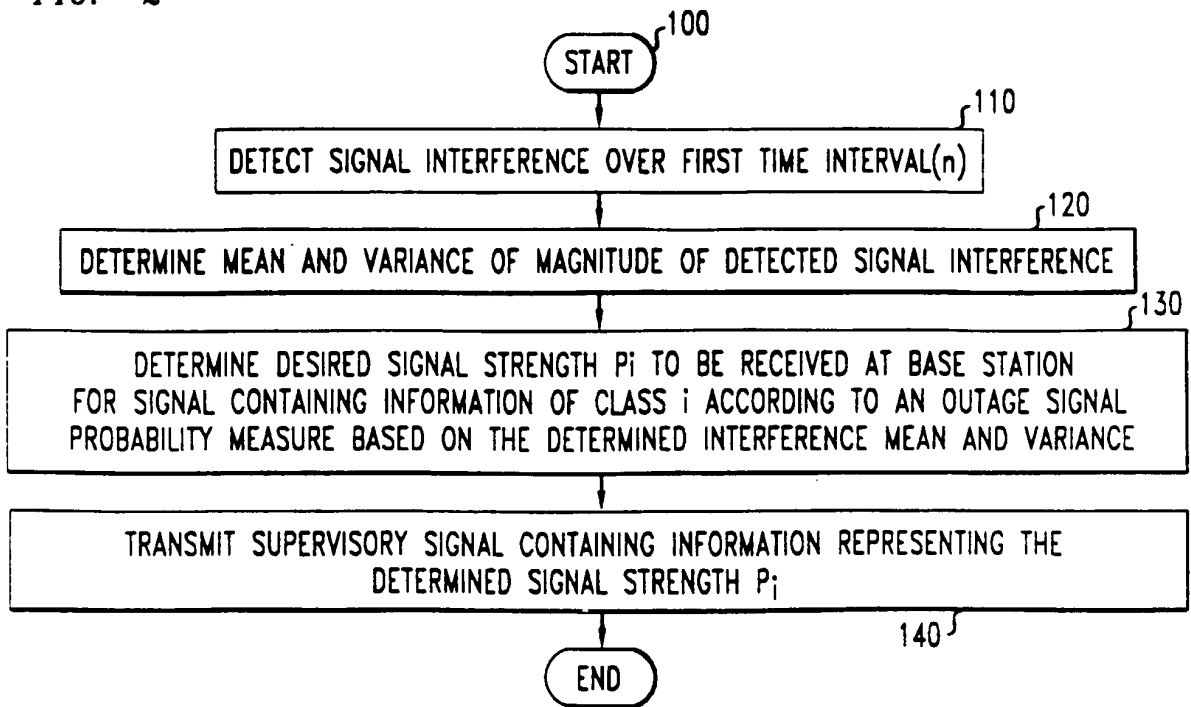 FIG. 2
START
100
110
DETECT SIGNAL INTERFERENCE OVER FIRST TIME INTERVAL(n)
120
DETERMINE MEAN AND VARIANCE OF MAGNITUDE OF DETECTED SIGNAL INTERFERENCE
130
DETERMINE DESIRED SIGNAL STRENGTH Pi TO BE RECEIVED AT BASE STATION
FOR SIGNAL CONTAINING INFORMATION OF CLASS i ACCORDING TO AN OUTAGE SIGNAL
PROBABILITY MEASURE BASED ON THE DETERMINED INTERFERENCE MEAN AND VARIANCE
TRANSMIT SUPERVISORY SIGNAL CONTAINING INFORMATION REPRESENTING THE
DETERMINED SIGNAL STRENGTH Pi
140
END